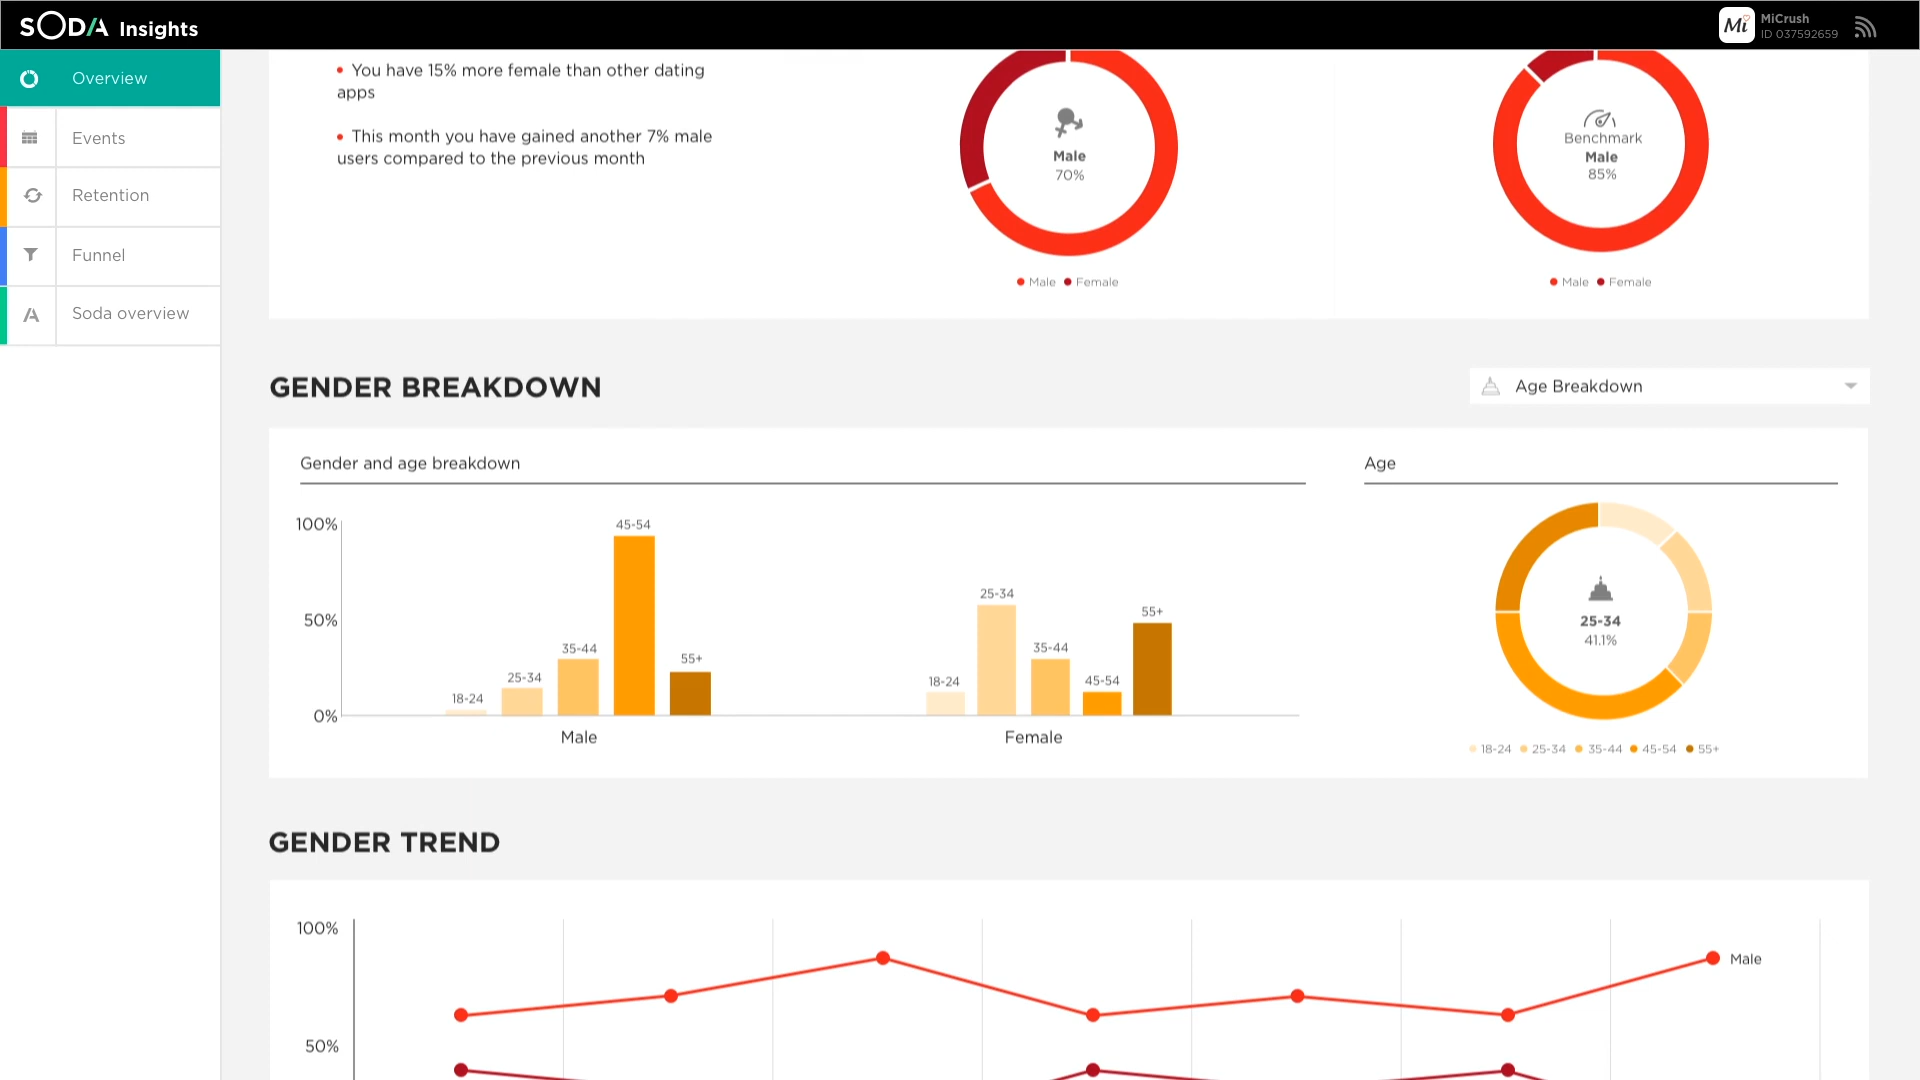 SODA Insights
MiCrush
ID 037592659
Mi
Overview
Events
Retention
Funnel
Soda overview
• You have 15% more female than other dating
apps
• This month you have gained another 7% male
users compared to the previous month
Male
70%
• Male • Female
Benchmark
Male
85%
• Male • Female
GENDER BREAKDOWN
Age Breakdown
Gender and age breakdown
100%
50%
0%
18-24
25-34
35-44
45-54
55+
Male
18-24
25-34
35-44
45-54
55+
Female
Age
25-34
41.1%
18-24 25-34 35-44 45-54 55+
GENDER TREND
100%
50%
Male